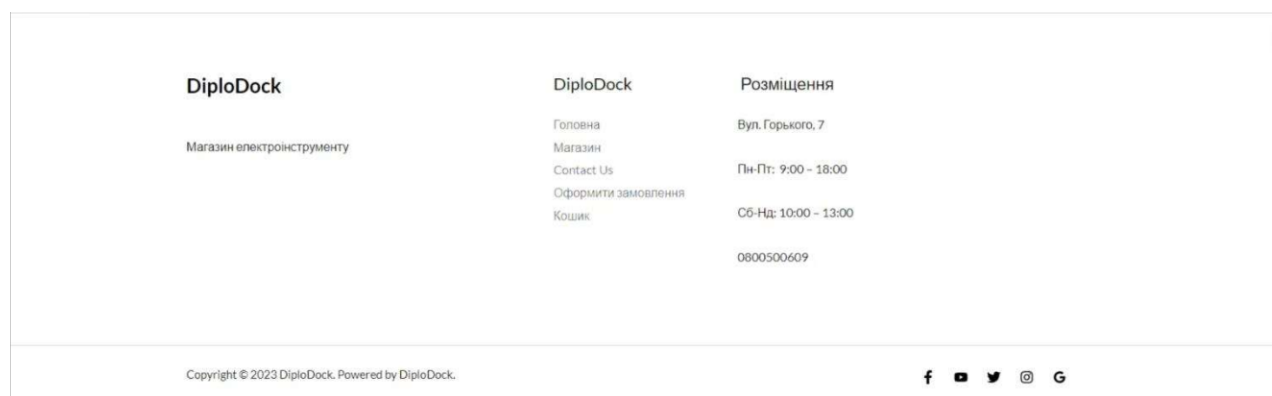 DiploDock
Магазин електроінструменту
DiploDock
Головна
Магазин
Contact Us
Оформити замовлення
Кошик
Розміщення
Вул. Горького, 7
Пн-Пт: 9:00 – 18:00
Сб-Нд: 10:00 – 13:00
0800500609
Copyright © 2023 DiploDock. Powered by DiploDock.